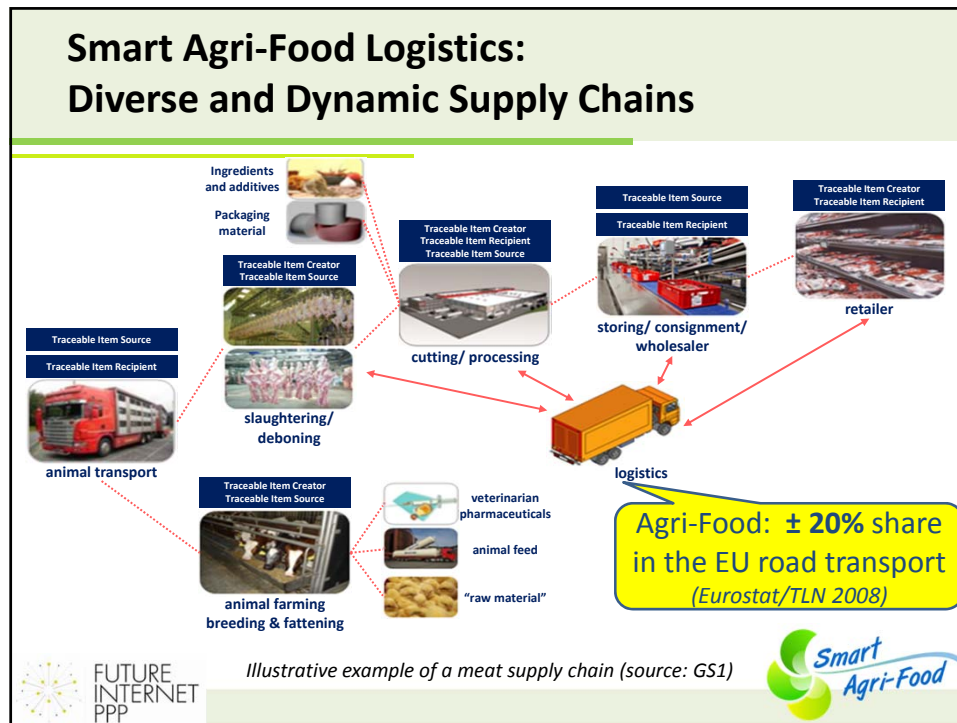 Smart Agri-Food Logistics:
Diverse and Dynamic Supply Chains
Ingredients
and additives
Packaging
material
Traceable Item Creator
Traceable Item Source
slaughtering/
deboning
Traceable Item Creator
Traceable Item Recipient
Traceable Item Source
cutting/ processing
Traceable Item Source
Traceable Item Recipient
storing/ consignment/
wholesaler
Traceable Item Creator
Traceable Item Recipient
retailer
Traceable Item Source
Traceable Item Recipient
animal transport
logistics
Traceable Item Creator
Traceable Item Source
animal farming
breeding & fattening
veterinarian
pharmaceuticals
animal feed
“raw material”
Agri-Food: ± 20% share
in the EU road transport
(Eurostat/TLN 2008)
Illustrative example of a meat supply chain (source: GS1)
FUTURE
INTERNET
PPP
Smart
Agri-Food